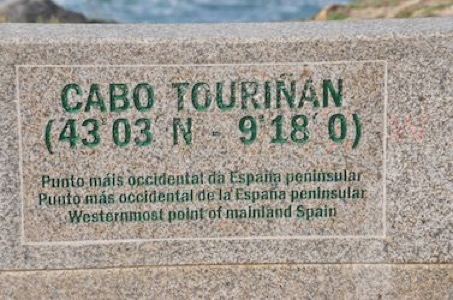 CABO TOURIÑAN
(43°03´N - 9°18´O)
Punto máis occidental da España peninsular
Punto más occidental de la España peninsular
Westernmost point of mainland Spain